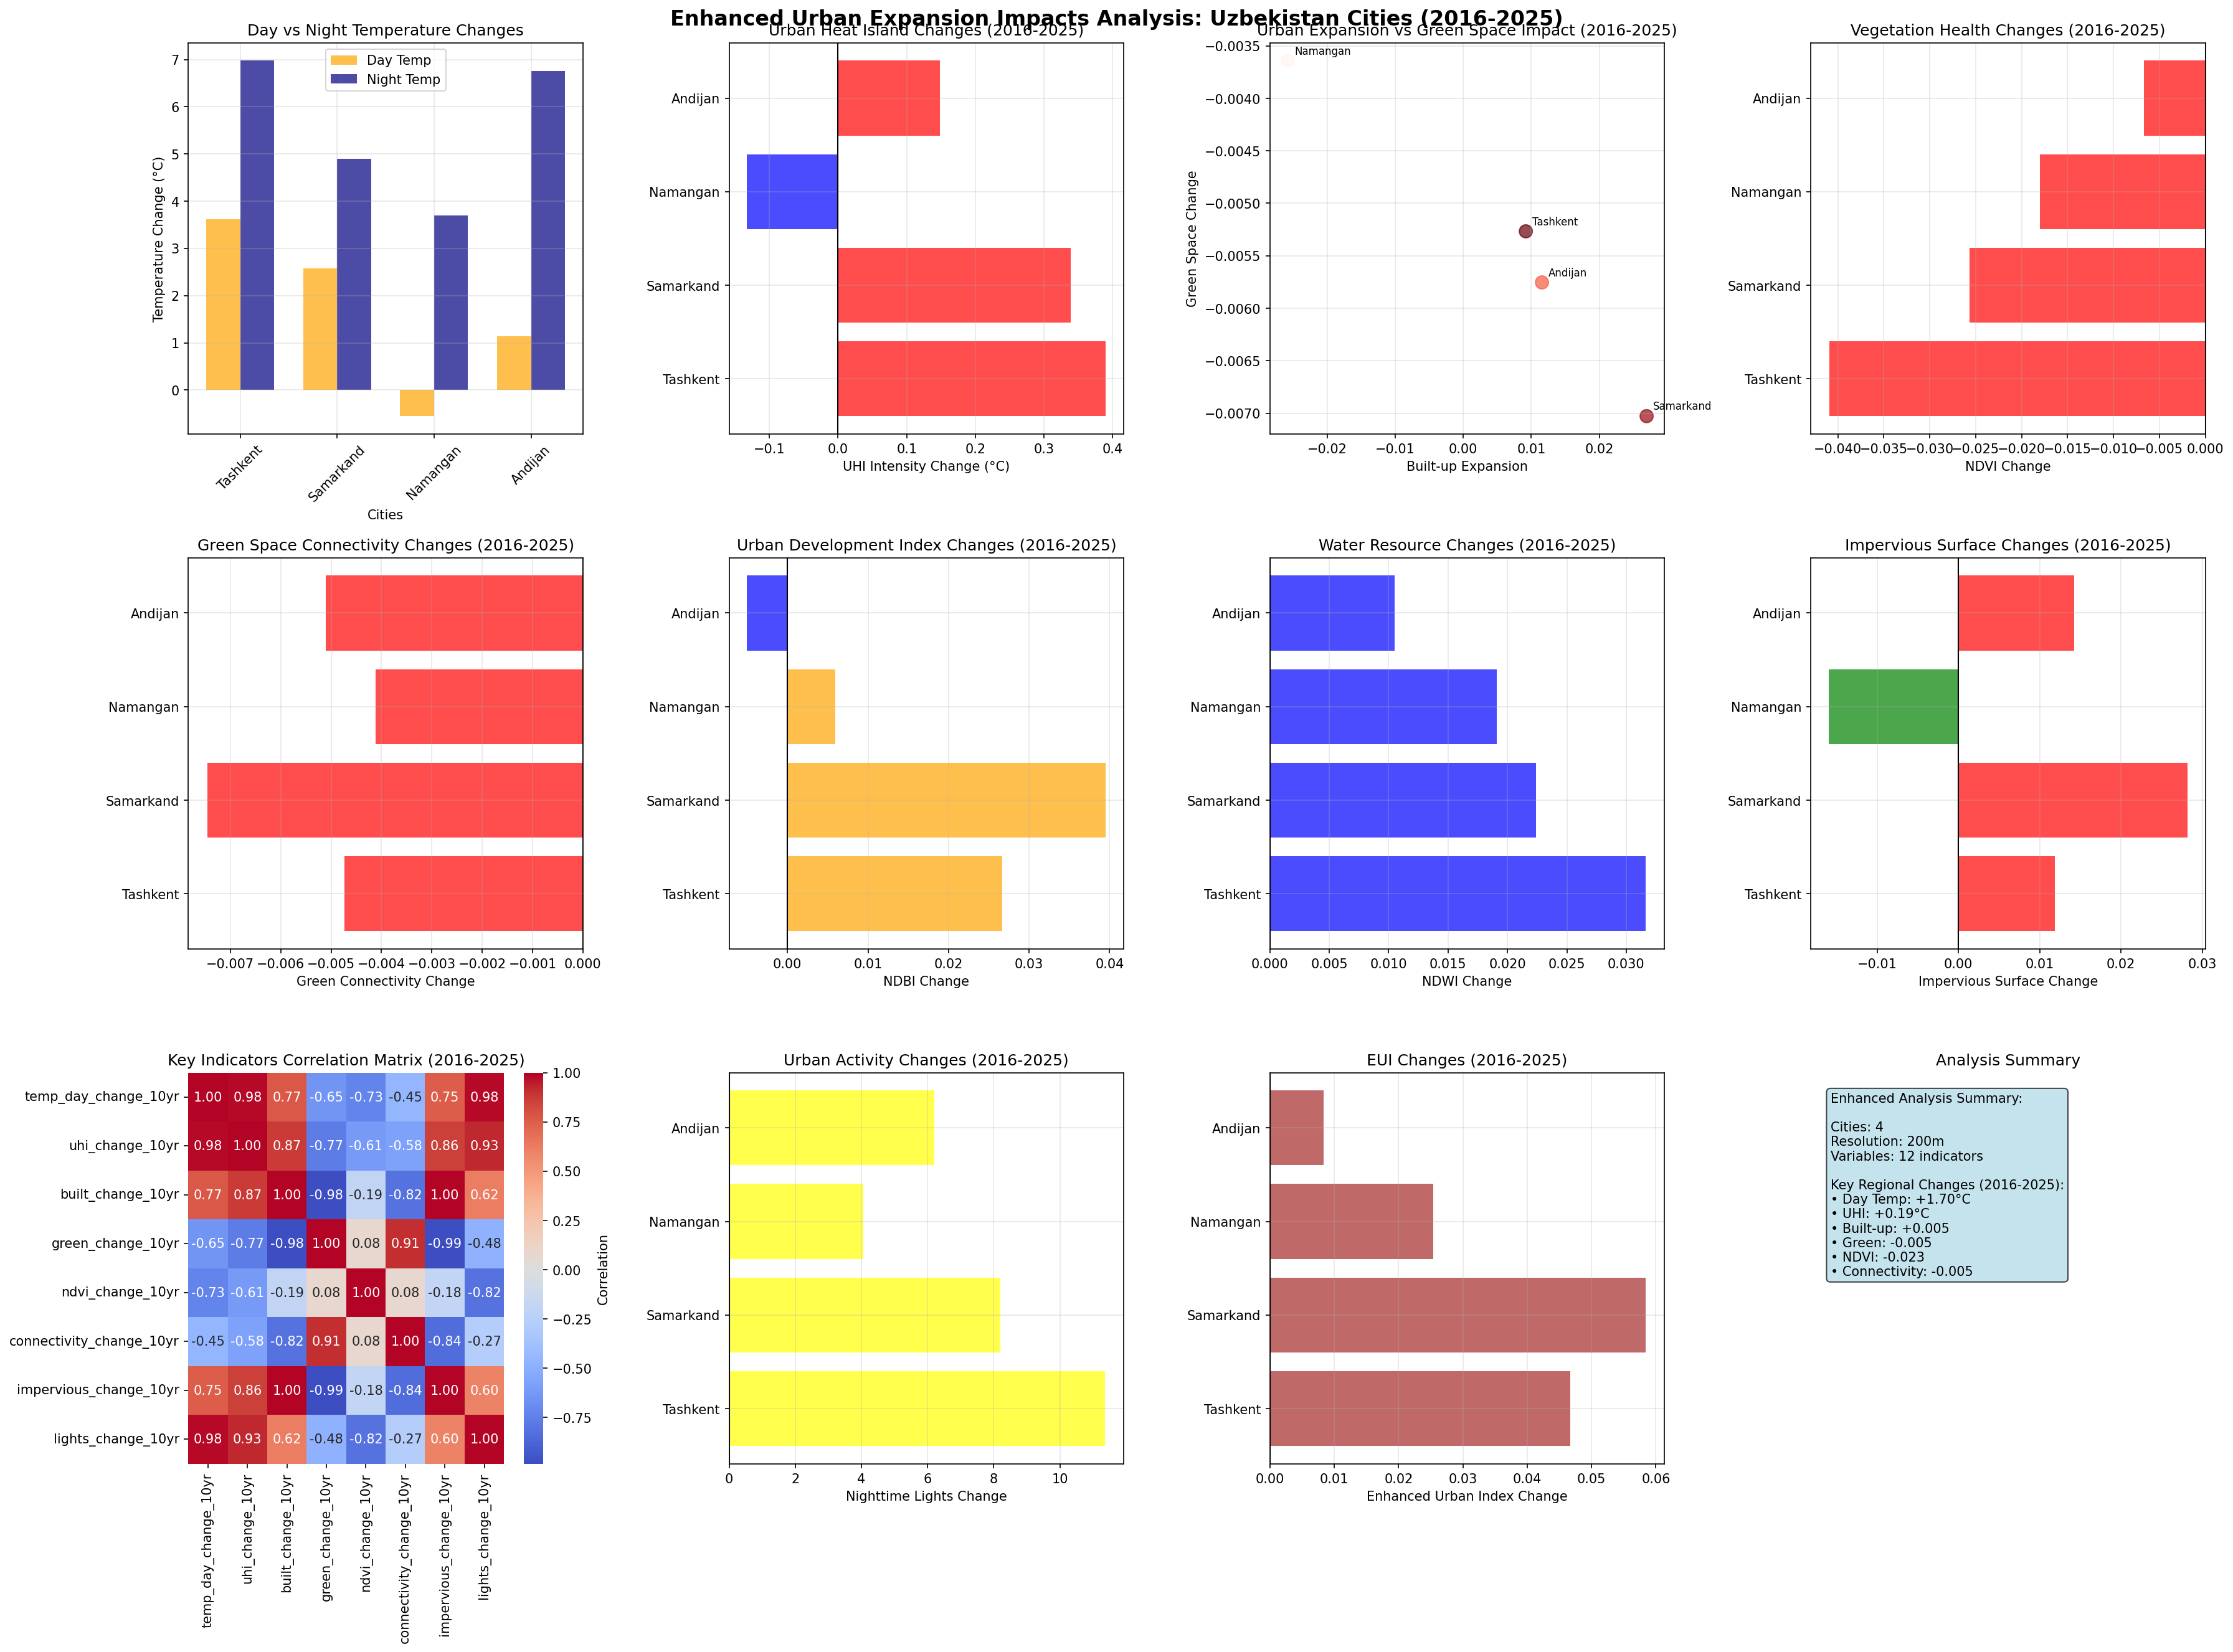 Enhanced Urban Expansion Impacts Analysis: Uzbekistan Cities (2016-2025)
Day vs Night Temperature Changes
Day Temp
Night Temp
Temperature Change (°C)
7
6
5
4
3
2
1
0
Tashkent
Samarkand
Namangan
Andijan
Cities
Urban Heat Island Changes (2016-2025)
Andijan
Namangan
Samarkand
Tashkent
−0.1 0.0 0.1 0.2 0.3 0.4
UHI Intensity Change (°C)
Urban Expansion vs Green Space Impact (2016-2025)
Green Space Change
−0.0035
−0.0040
−0.0045
−0.0050
−0.0055
−0.0060
−0.0065
−0.0070
Namangan
Tashkent
Andijan
Samarkand
−0.02 −0.01 0.00 0.01 0.02
Built-up Expansion
Vegetation Health Changes (2016-2025)
Andijan
Namangan
Samarkand
Tashkent
−0.040 −0.035 −0.030 −0.025 −0.020 −0.015 −0.010 −0.005 0.000
NDVI Change
Green Space Connectivity Changes (2016-2025)
Andijan
Namangan
Samarkand
Tashkent
−0.007 −0.006 −0.005 −0.004 −0.003 −0.002 −0.001 0.000
Green Connectivity Change
Urban Development Index Changes (2016-2025)
Andijan
Namangan
Samarkand
Tashkent
0.00 0.01 0.02 0.03 0.04
NDBI Change
Water Resource Changes (2016-2025)
Andijan
Namangan
Samarkand
Tashkent
0.000 0.005 0.010 0.015 0.020 0.025 0.030
NDWI Change
Impervious Surface Changes (2016-2025)
Andijan
Namangan
Samarkand
Tashkent
−0.01 0.00 0.01 0.02 0.03
Impervious Surface Change
Key Indicators Correlation Matrix (2016-2025)
temp_day_change_10yr 1.00 0.98 0.77 -0.65 -0.73 -0.45 0.75 0.98
uhi_change_10yr 0.98 1.00 0.87 -0.77 -0.61 -0.58 0.86 0.93
built_change_10yr 0.77 0.87 1.00 -0.98 -0.19 -0.82 1.00 0.62
green_change_10yr -0.65 -0.77 -0.98 1.00 0.08 0.91 -0.99 -0.48
ndvi_change_10yr -0.73 -0.61 -0.19 0.08 1.00 0.08 -0.18 -0.82
connectivity_change_10yr -0.45 -0.58 -0.82 0.91 0.08 1.00 -0.84 -0.27
impervious_change_10yr 0.75 0.86 1.00 -0.99 -0.18 -0.84 1.00 0.60
lights_change_10yr 0.98 0.93 0.62 -0.48 -0.82 -0.27 0.60 1.00
temp_day_change_10yr
uhi_change_10yr
built_change_10yr
green_change_10yr
ndvi_change_10yr
connectivity_change_10yr
impervious_change_10yr
lights_change_10yr
1.00
0.75
0.50
0.25
0.00
−0.25
−0.50
−0.75
Correlation
Urban Activity Changes (2016-2025)
Andijan
Namangan
Samarkand
Tashkent
0 2 4 6 8 10
Nighttime Lights Change
EUI Changes (2016-2025)
Andijan
Namangan
Samarkand
Tashkent
0.00 0.01 0.02 0.03 0.04 0.05 0.06
Enhanced Urban Index Change
Analysis Summary
Enhanced Analysis Summary:
Cities: 4
Resolution: 200m
Variables: 12 indicators
Key Regional Changes (2016-2025):
• Day Temp: +1.70°C
• UHI: +0.19°C
• Built-up: +0.005
• Green: -0.005
• NDVI: -0.023
• Connectivity: -0.005